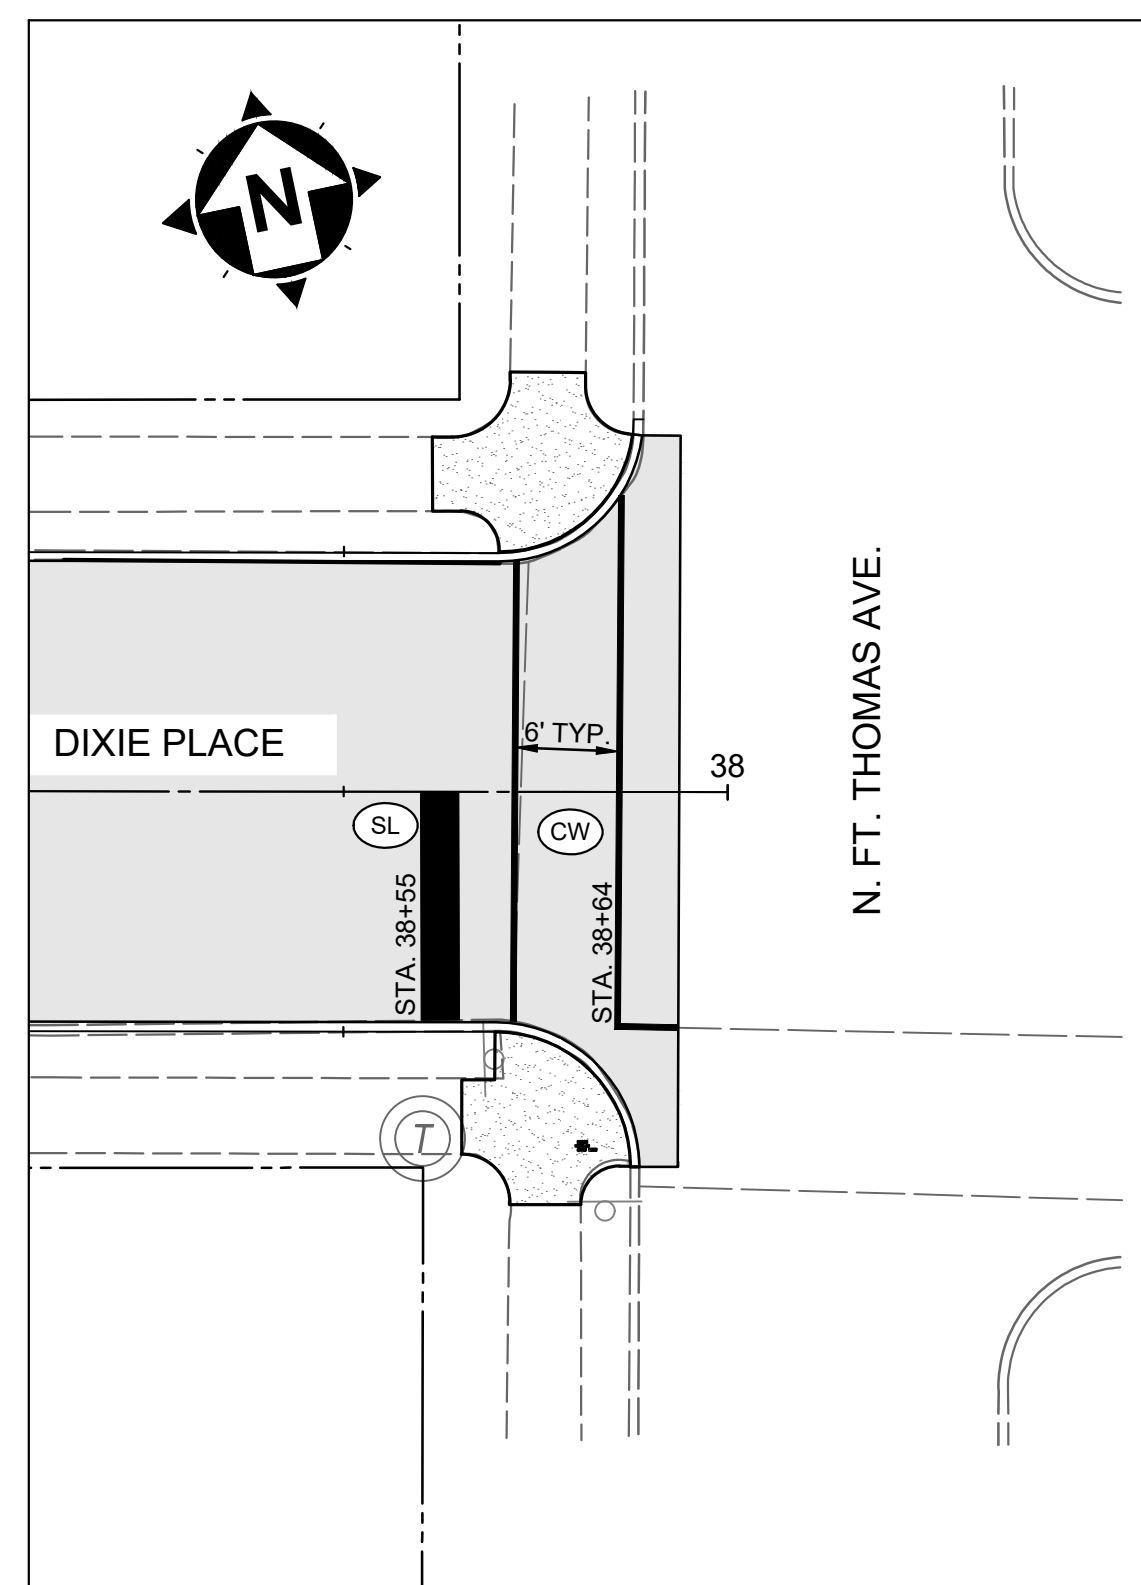 N
DIXIE PLACE
6' TYP.
38
SL
CW
STA. 38+55
STA. 38+64
N. FT. THOMAS AVE.
T